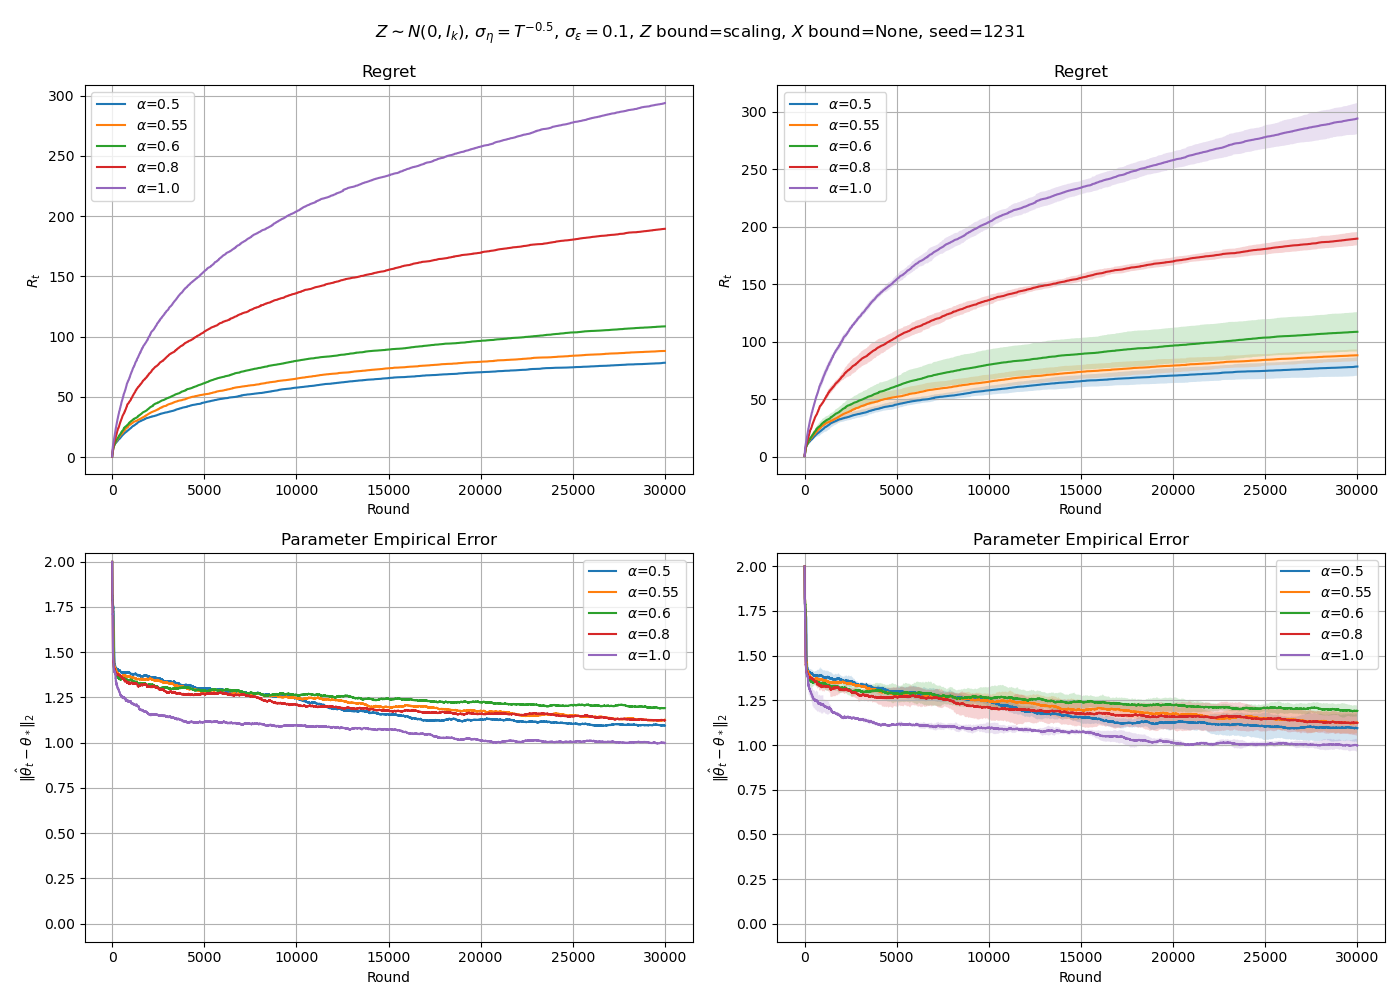 Z ∼ N(0, I_k), σ_η = T^{−0.5}, σ_ε = 0.1, Z bound=scaling, X bound=None, seed=1231
Regret
R_t
300
250
200
150
100
50
0
α=0.5
α=0.55
α=0.6
α=0.8
α=1.0
0 5000 10000 15000 20000 25000 30000
Round
Regret
R_t
300
250
200
150
100
50
0
α=0.5
α=0.55
α=0.6
α=0.8
α=1.0
0 5000 10000 15000 20000 25000 30000
Round
Parameter Empirical Error
‖θ̂_t − θ_*‖_2
2.00
1.75
1.50
1.25
1.00
0.75
0.50
0.25
0.00
α=0.5
α=0.55
α=0.6
α=0.8
α=1.0
0 5000 10000 15000 20000 25000 30000
Round
Parameter Empirical Error
‖θ̂_t − θ_*‖_2
2.00
1.75
1.50
1.25
1.00
0.75
0.50
0.25
0.00
α=0.5
α=0.55
α=0.6
α=0.8
α=1.0
0 5000 10000 15000 20000 25000 30000
Round